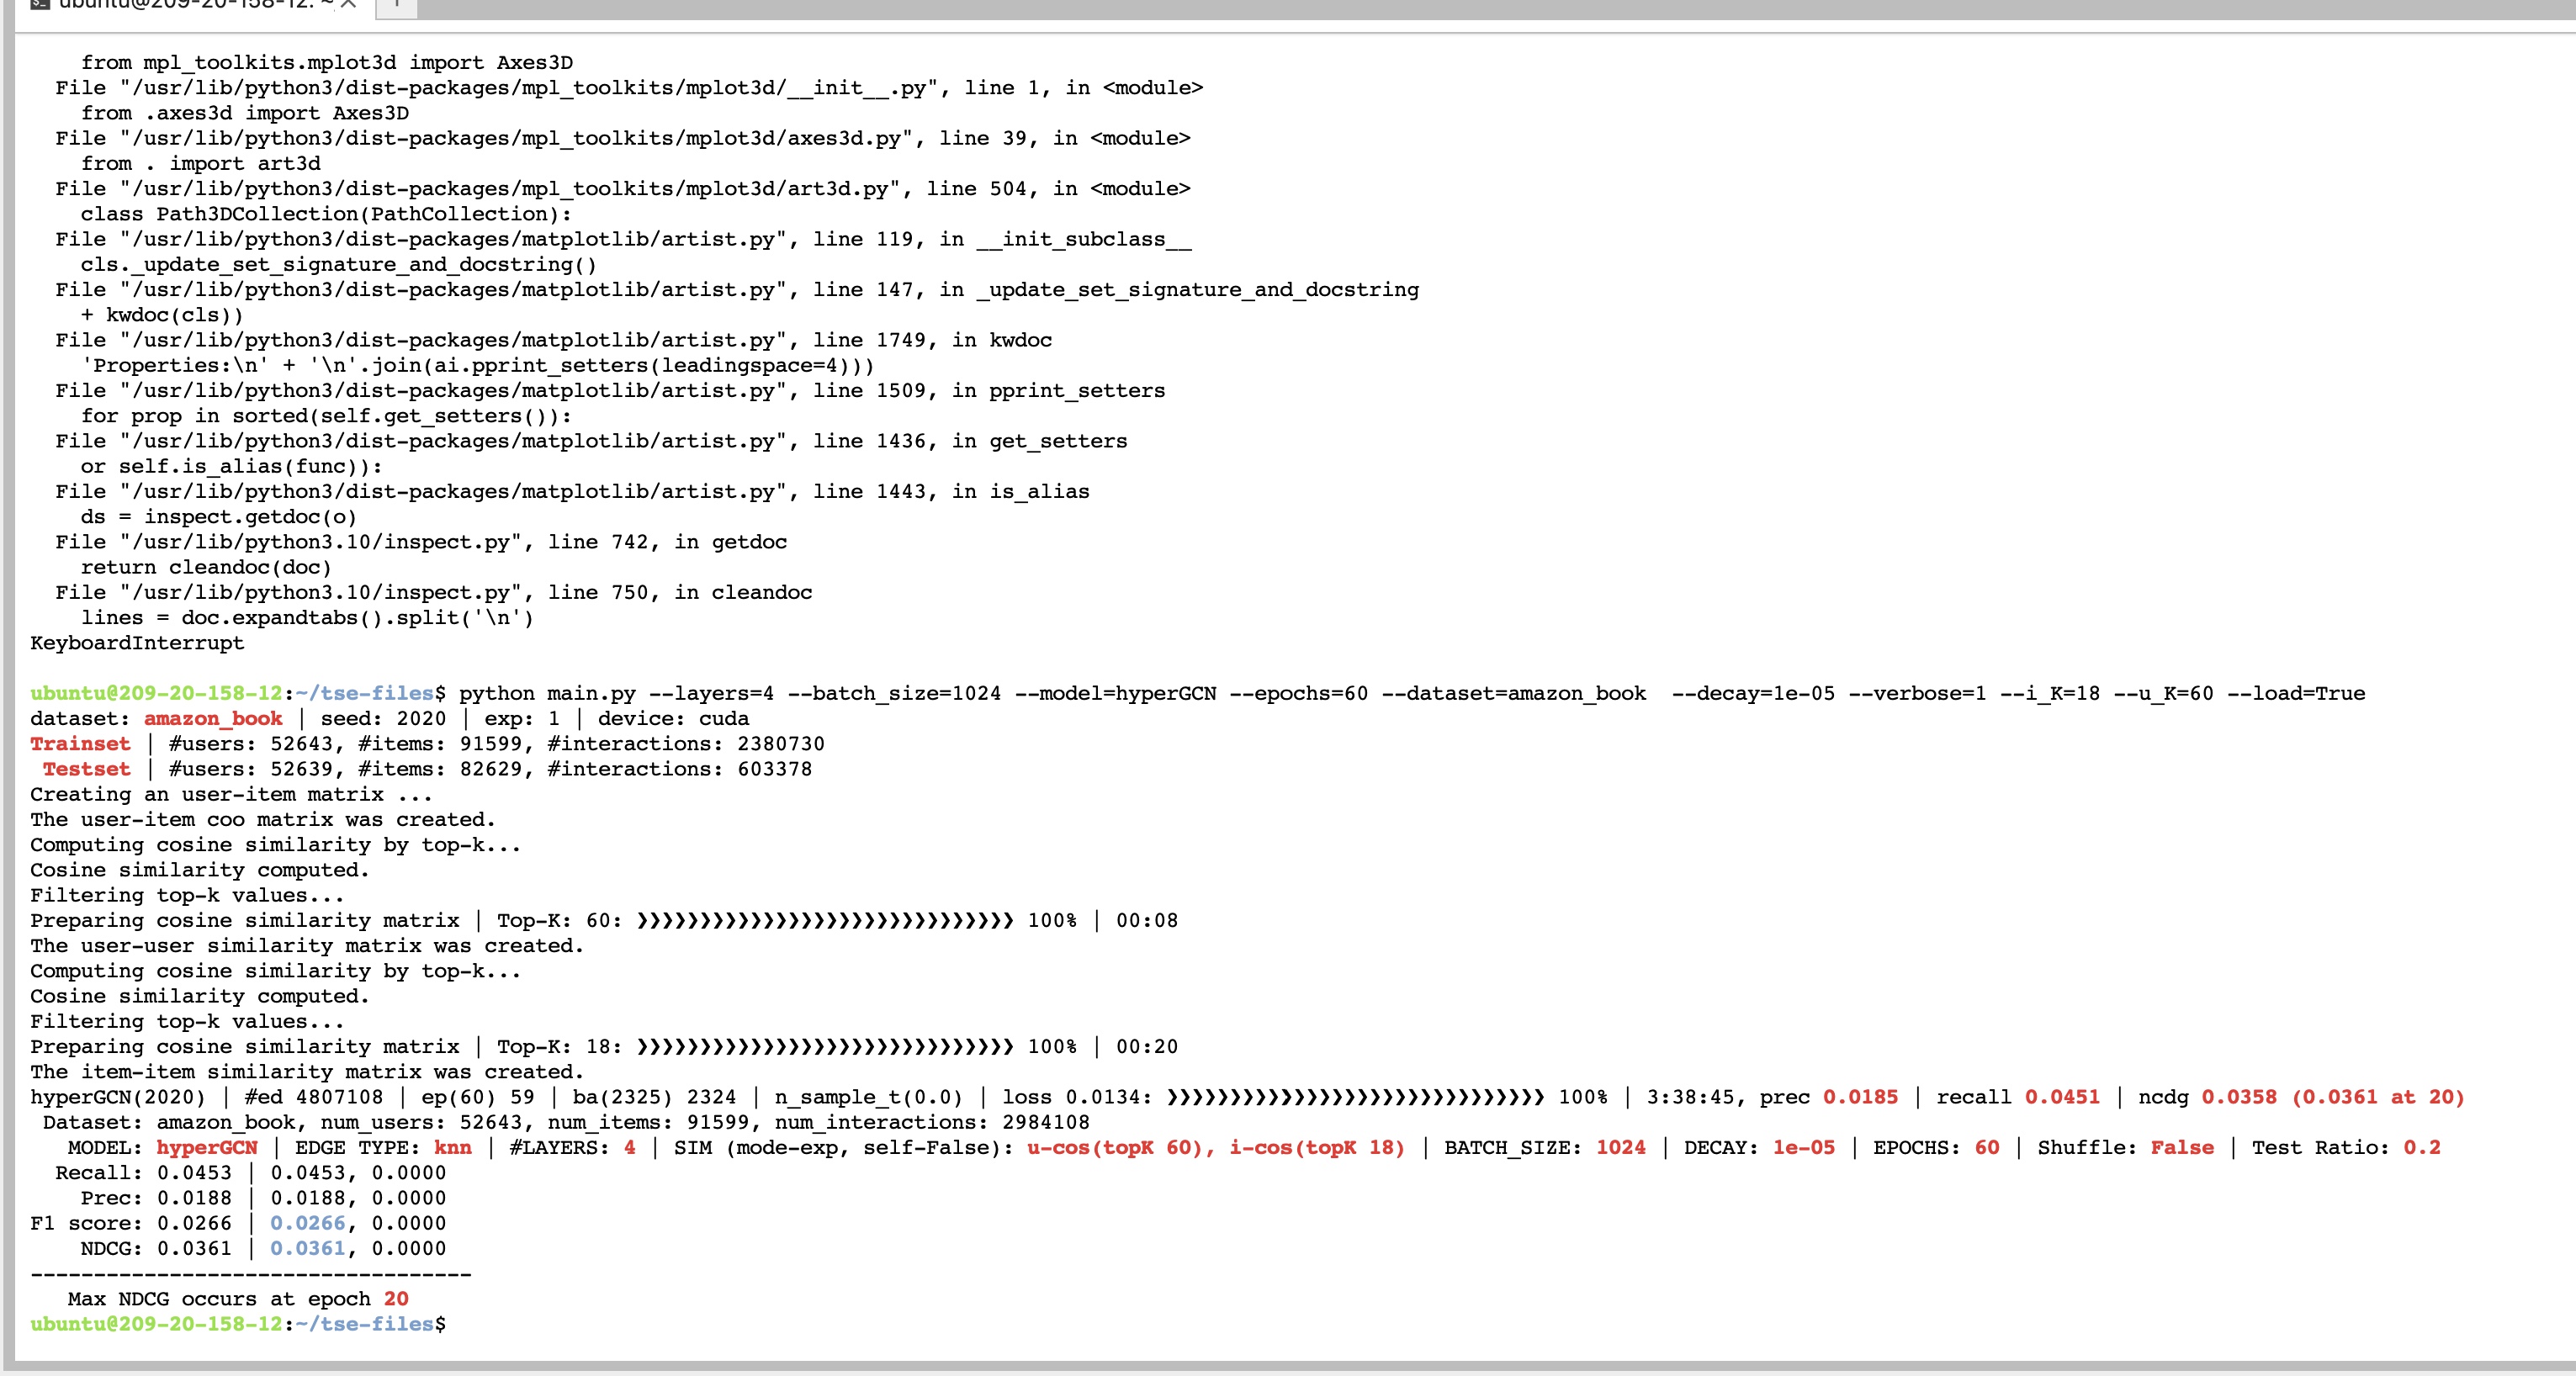 ubuntu@209-20-158-12: ~ × +
from mpl_toolkits.mplot3d import Axes3D
File "/usr/lib/python3/dist-packages/mpl_toolkits/mplot3d/__init__.py", line 1, in <module>
from .axes3d import Axes3D
File "/usr/lib/python3/dist-packages/mpl_toolkits/mplot3d/axes3d.py", line 39, in <module>
from . import art3d
File "/usr/lib/python3/dist-packages/mpl_toolkits/mplot3d/art3d.py", line 504, in <module>
class Path3DCollection(PathCollection):
File "/usr/lib/python3/dist-packages/matplotlib/artist.py", line 119, in __init_subclass__
cls._update_set_signature_and_docstring()
File "/usr/lib/python3/dist-packages/matplotlib/artist.py", line 147, in _update_set_signature_and_docstring
+ kwdoc(cls))
File "/usr/lib/python3/dist-packages/matplotlib/artist.py", line 1749, in kwdoc
'Properties:\n' + '\n'.join(ai.pprint_setters(leadingspace=4)))
File "/usr/lib/python3/dist-packages/matplotlib/artist.py", line 1509, in pprint_setters
for prop in sorted(self.get_setters()):
File "/usr/lib/python3/dist-packages/matplotlib/artist.py", line 1436, in get_setters
or self.is_alias(func)):
File "/usr/lib/python3/dist-packages/matplotlib/artist.py", line 1443, in is_alias
ds = inspect.getdoc(o)
File "/usr/lib/python3.10/inspect.py", line 742, in getdoc
return cleandoc(doc)
File "/usr/lib/python3.10/inspect.py", line 750, in cleandoc
lines = doc.expandtabs().split('\n')
KeyboardInterrupt
ubuntu@209-20-158-12:~/tse-files$ python main.py --layers=4 --batch_size=1024 --model=hyperGCN --epochs=60 --dataset=amazon_book  --decay=1e-05 --verbose=1 --i_K=18 --u_K=60 --load=True
dataset: amazon_book | seed: 2020 | exp: 1 | device: cuda
Trainset | #users: 52643, #items: 91599, #interactions: 2380730
Testset | #users: 52639, #items: 82629, #interactions: 603378
Creating an user-item matrix ...
The user-item coo matrix was created.
Computing cosine similarity by top-k...
Cosine similarity computed.
Filtering top-k values...
Preparing cosine similarity matrix | Top-K: 60: ❯❯❯❯❯❯❯❯❯❯❯❯❯❯❯❯❯❯❯❯❯❯❯❯❯❯❯❯❯❯ 100% | 00:08
The user-user similarity matrix was created.
Computing cosine similarity by top-k...
Cosine similarity computed.
Filtering top-k values...
Preparing cosine similarity matrix | Top-K: 18: ❯❯❯❯❯❯❯❯❯❯❯❯❯❯❯❯❯❯❯❯❯❯❯❯❯❯❯❯❯❯ 100% | 00:20
The item-item similarity matrix was created.
hyperGCN(2020) | #ed 4807108 | ep(60) 59 | ba(2325) 2324 | n_sample_t(0.0) | loss 0.0134: ❯❯❯❯❯❯❯❯❯❯❯❯❯❯❯❯❯❯❯❯❯❯❯❯❯❯❯❯❯❯ 100% | 3:38:45, prec 0.0185 | recall 0.0451 | ncdg 0.0358 (0.0361 at 20)
Dataset: amazon_book, num_users: 52643, num_items: 91599, num_interactions: 2984108
MODEL: hyperGCN | EDGE TYPE: knn | #LAYERS: 4 | SIM (mode-exp, self-False): u-cos(topK 60), i-cos(topK 18) | BATCH_SIZE: 1024 | DECAY: 1e-05 | EPOCHS: 60 | Shuffle: False | Test Ratio: 0.2
Recall: 0.0453 | 0.0453, 0.0000
Prec: 0.0188 | 0.0188, 0.0000
F1 score: 0.0266 | 0.0266, 0.0000
NDCG: 0.0361 | 0.0361, 0.0000
-----------------------------------
Max NDCG occurs at epoch 20
ubuntu@209-20-158-12:~/tse-files$